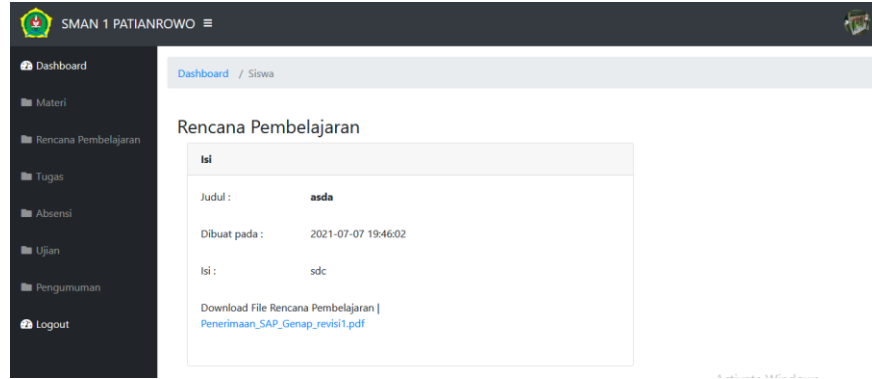 SMAN 1 PATIANROWO
Dashboard
Materi
Rencana Pembelajaran
Tugas
Absensi
Ujian
Pengumuman
Logout
Dashboard / Siswa
Rencana Pembelajaran
Isi
Judul : asda
Dibuat pada : 2021-07-07 19:46:02
Isi : sdc
Download File Rencana Pembelajaran |
Penerimaan_SAP_Genap_revisi1.pdf